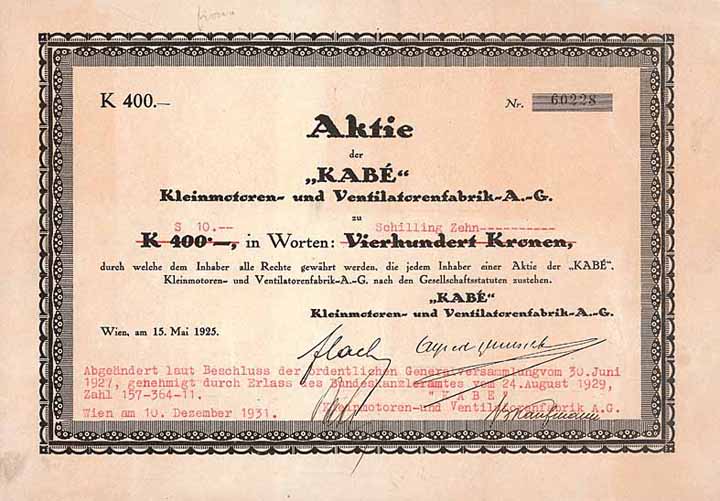 K 400.—
Nr. 60228
Aktie
der
„KABÉ“
Kleinmotoren- und Ventilatorenfabrik-A.-G.
zu
S 10.-- Schilling Zehn----------
K 400·—, in Worten: Vierhundert Kronen,
durch welche dem Inhaber alle Rechte gewährt werden, die jedem Inhaber einer Aktie der „KABÉ“,
Kleinmotoren- und Ventilatorenfabrik-A.-G. nach den Gesellschaftsstatuten zustehen.
„KABÉ“
Kleinmotoren- und Ventilatorenfabrik-A.-G.
Wien, am 15. Mai 1925.
Abgeändert laut Beschluss der ordentlichen Generalversammlungvom 30.Juni
1927, genehmigt durch Erlass des Bundeskanzleramtes vom 24.August 1929,
Zahl 157-364-11. "KABE"
Kleinmotoren-und Ventilatorenfabrik A.G.
Wien am 10. Dezember 1931.